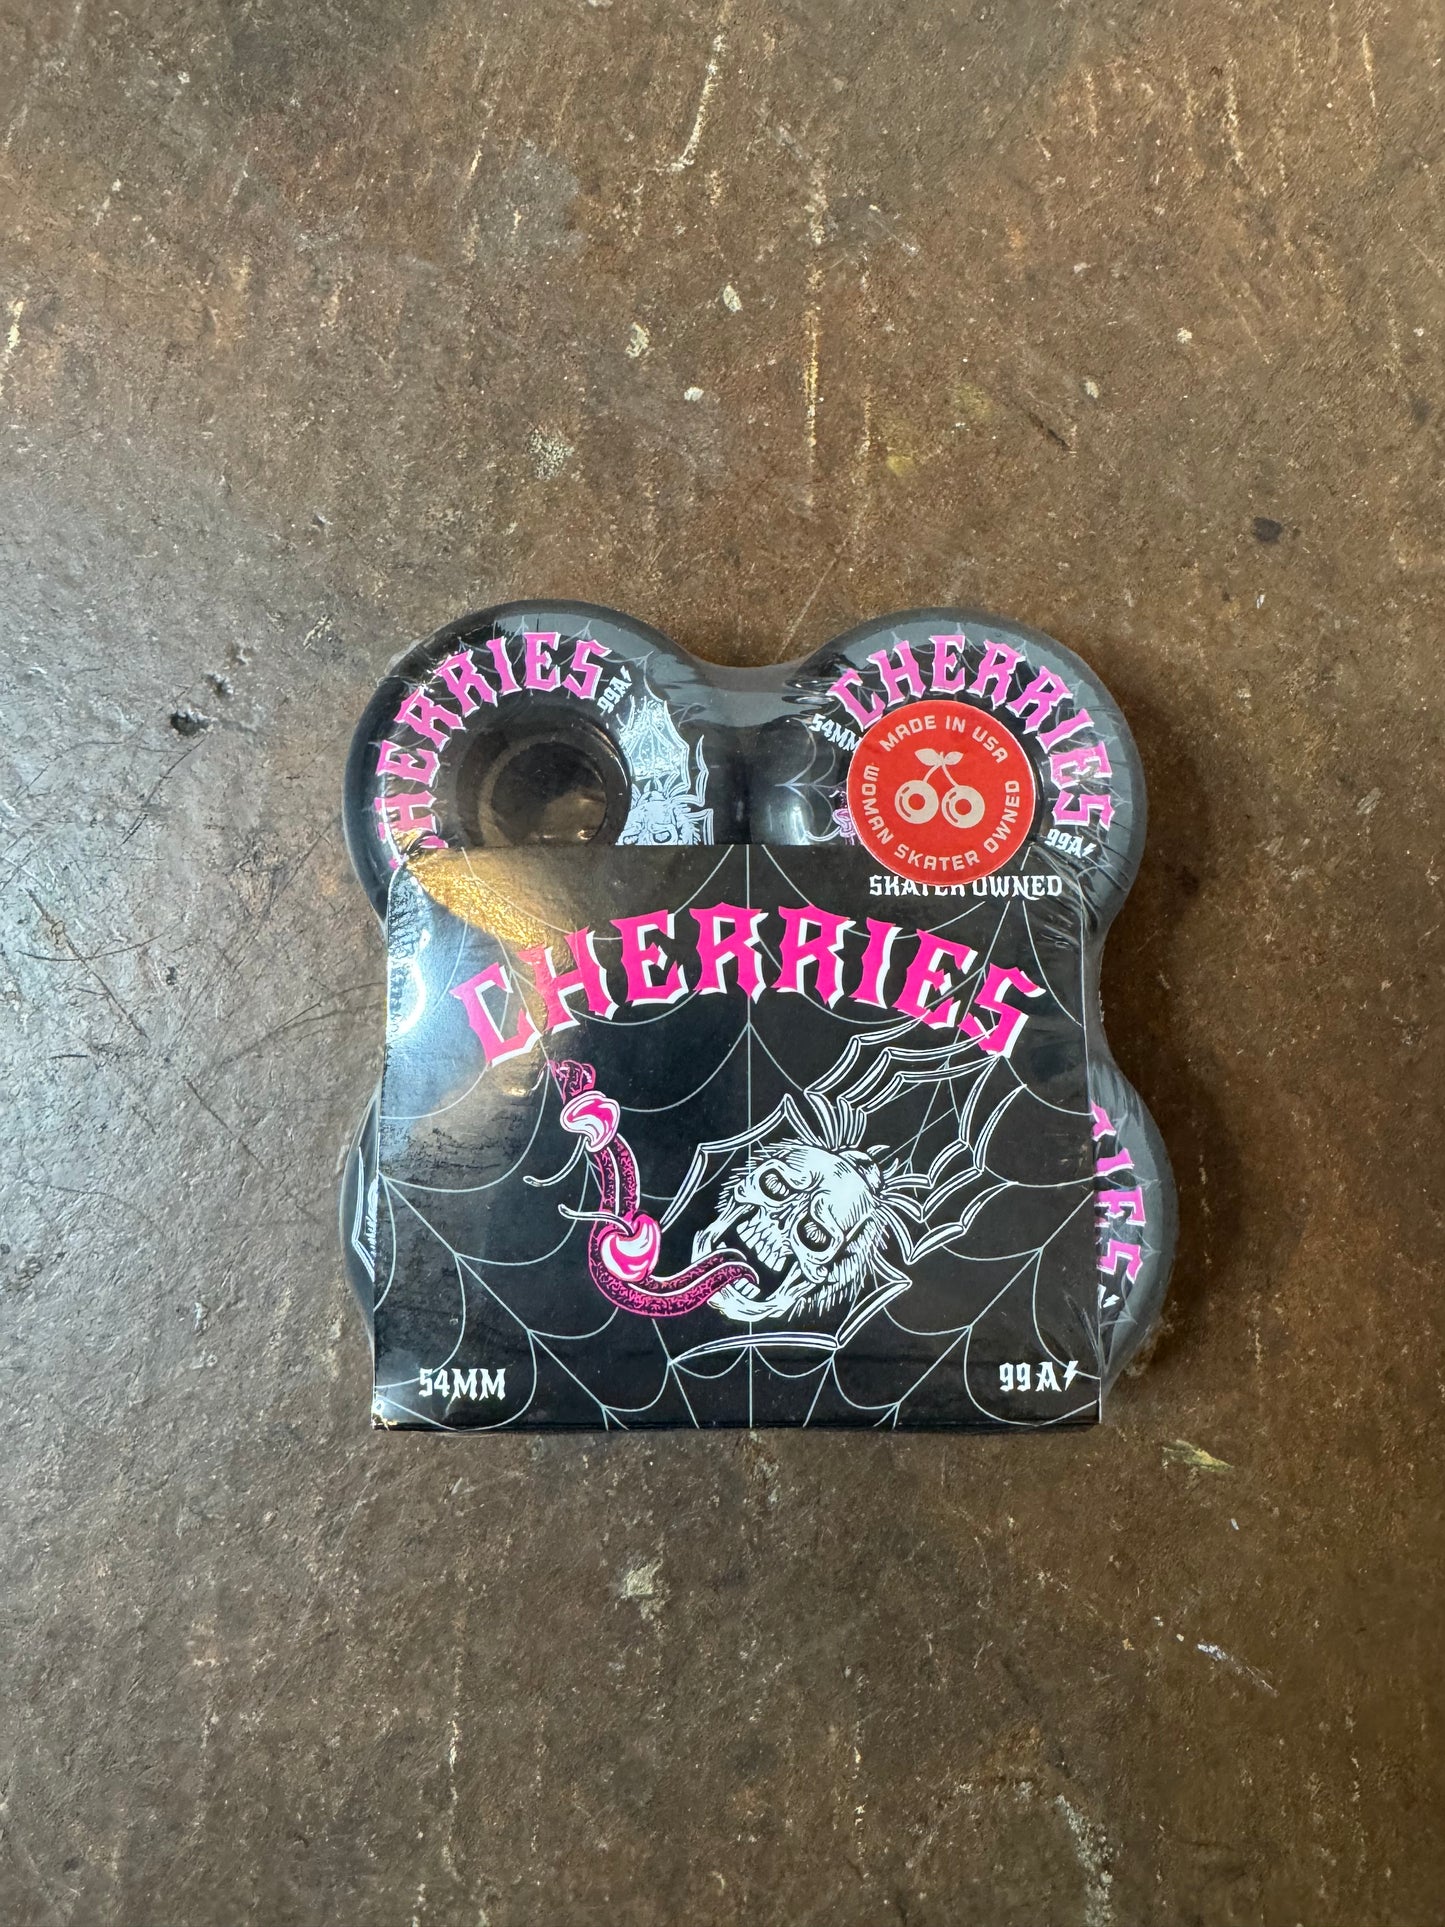 CHERRIES
99A
CHERRIES
54MM
99A
MADE IN USA
WOMAN SKATER OWNED
SKATER OWNED
CHERRIES
54MM
99A